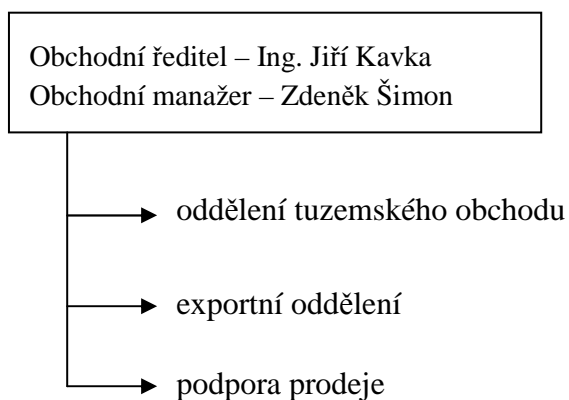 Obchodní ředitel – Ing. Jiří Kavka
Obchodní manažer – Zdeněk Šimon
oddělení tuzemského obchodu
exportní oddělení
podpora prodeje